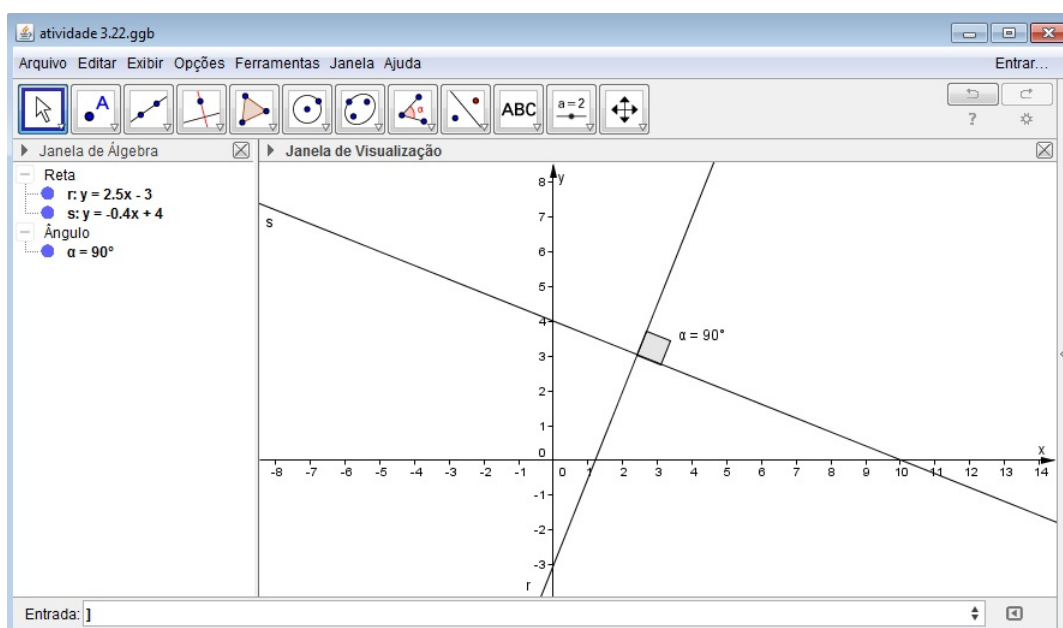 atividade 3.22.ggb
Arquivo Editar Exibir Opções Ferramentas Janela Ajuda Entrar...
A α ABC a = 2 ?
Janela de Álgebra
Janela de Visualização
Reta
r: y = 2.5x - 3
s: y = -0.4x + 4
Ângulo
α = 90°
y
8
7
s
6
5
4
α = 90°
3
2
1
0
x
-8 -7 -6 -5 -4 -3 -2 -1 0 1 2 3 4 5 6 7 8 9 10 11 12 13 14
-1
-2
-3
r
Entrada: ]